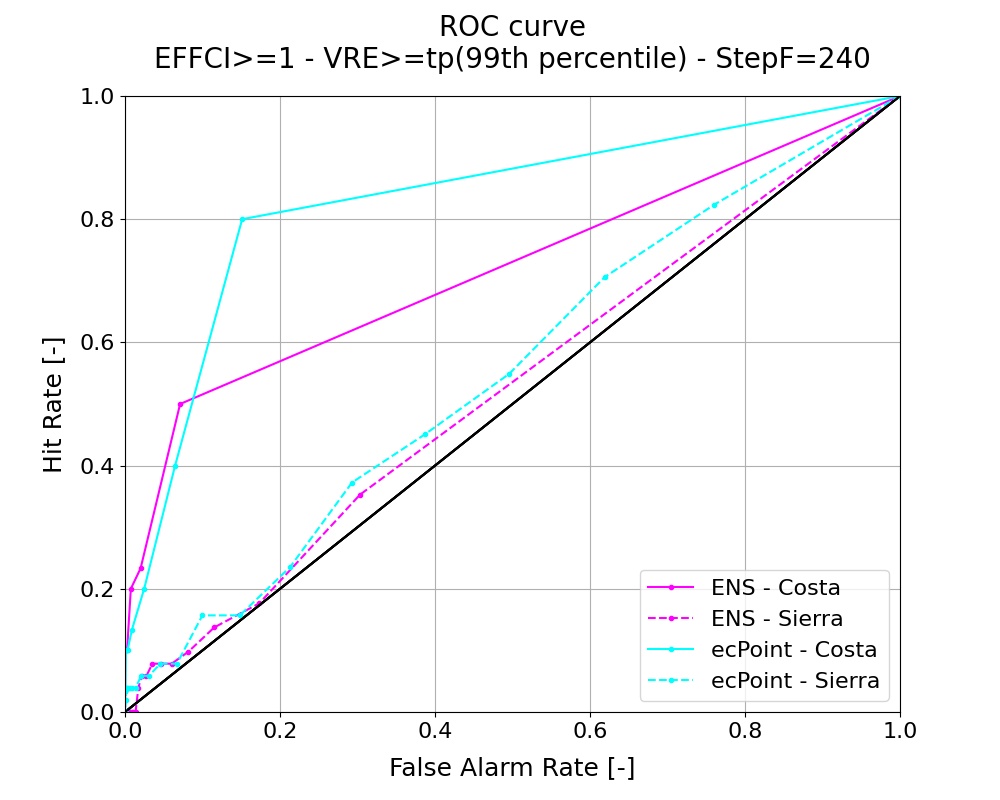 ROC curve
EFFCI>=1 - VRE>=tp(99th percentile) - StepF=240
1.0
0.8
0.6
0.4
0.2
0.0
Hit Rate [-]
0.0 0.2 0.4 0.6 0.8 1.0
False Alarm Rate [-]
ENS - Costa
ENS - Sierra
ecPoint - Costa
ecPoint - Sierra